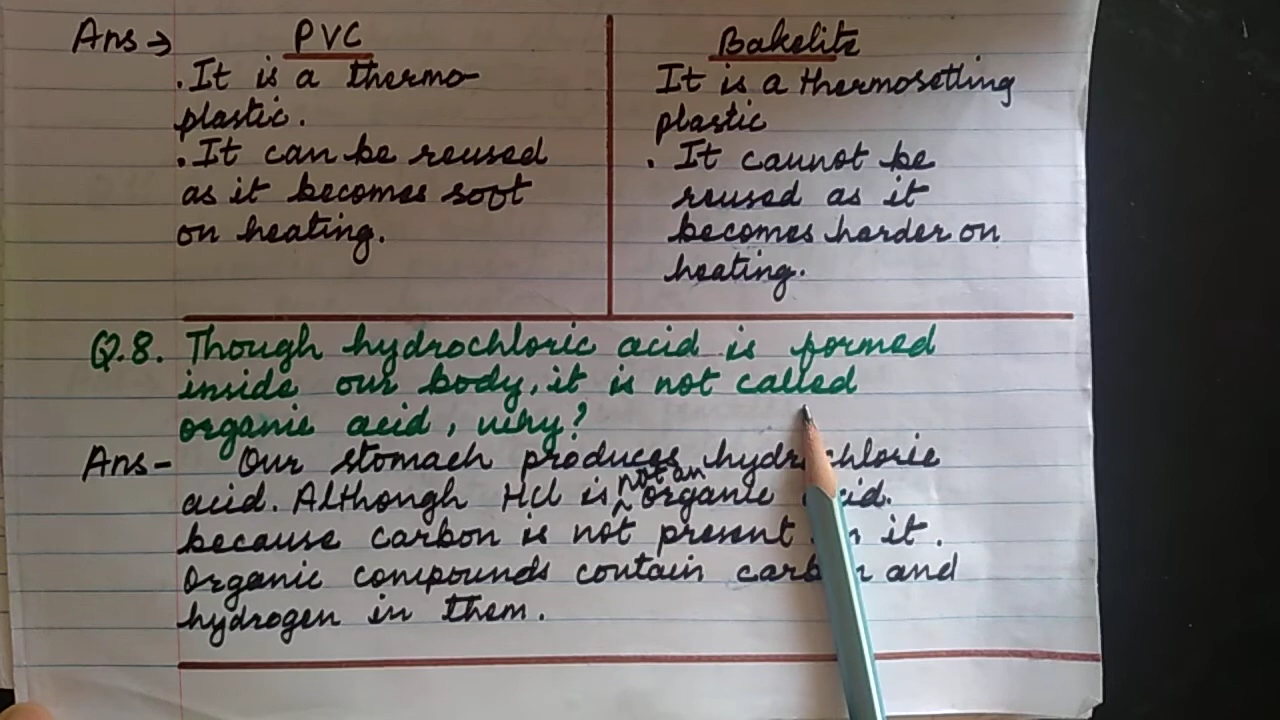 Ans → PVC
. It is a thermo-
plastic.
. It can be reused
as it becomes soft
on heating.
Bakelite
It is a thermosetting
plastic
. It cannot be
reused as it
becomes harder on
heating.
Q.8. Though hydrochloric acid is formed
inside our body, it is not called
organic acid, why?
Ans- Our stomach produces hydrochloric
acid. Although HCl is not an organic acid.
because carbon is not present in it.
Organic compounds contain carbon and
hydrogen in them.